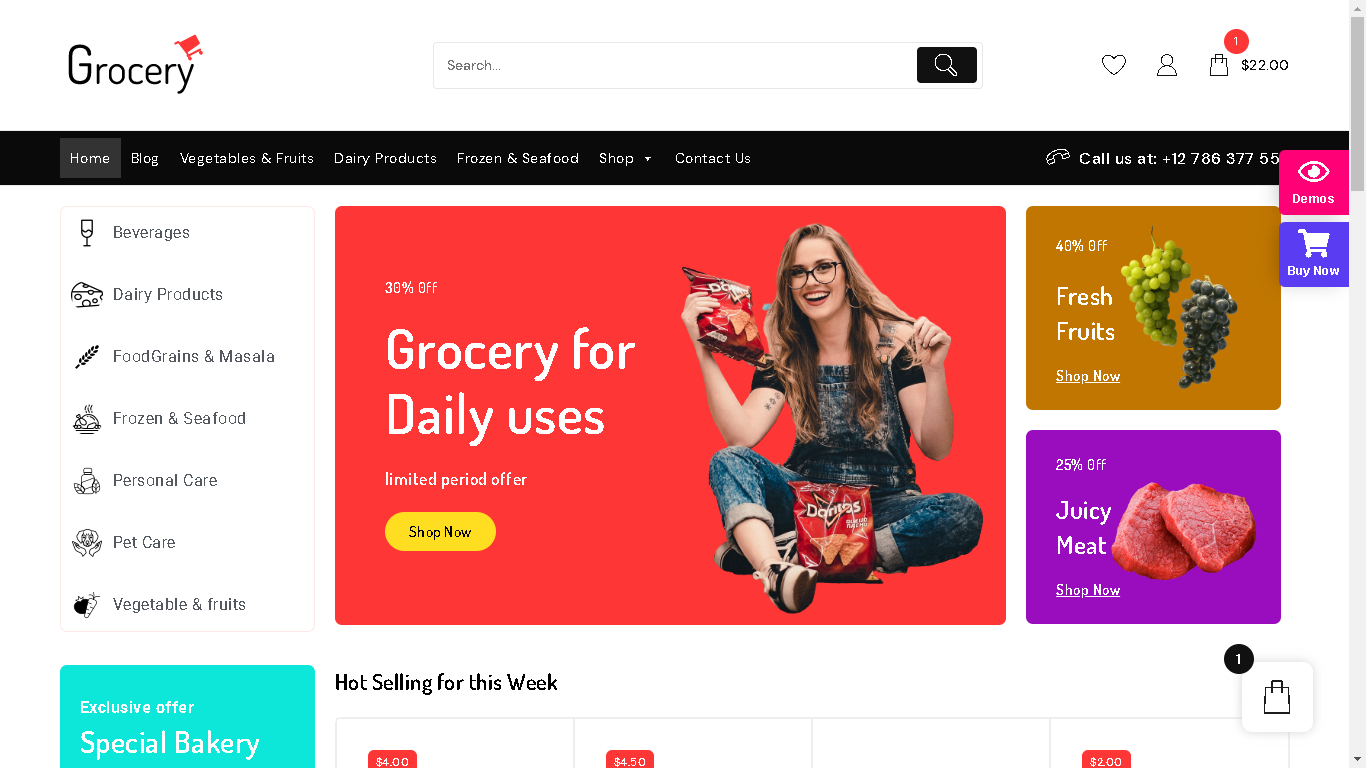 Grocery
Search...
1
$22.00
Home
Blog
Vegetables & Fruits
Dairy Products
Frozen & Seafood
Shop
Contact Us
Call us at: +12 786 377 55
Demos
Buy Now
Beverages
Dairy Products
FoodGrains & Masala
Frozen & Seafood
Personal Care
Pet Care
Vegetable & fruits
30% Off
Grocery for
Daily uses
limited period offer
Shop Now
Doritos
40% Off
Fresh
Fruits
Shop Now
25% Off
Juicy
Meat
Shop Now
1
Exclusive offer
Special Bakery
Hot Selling for this Week
$4.00
$4.50
$2.00